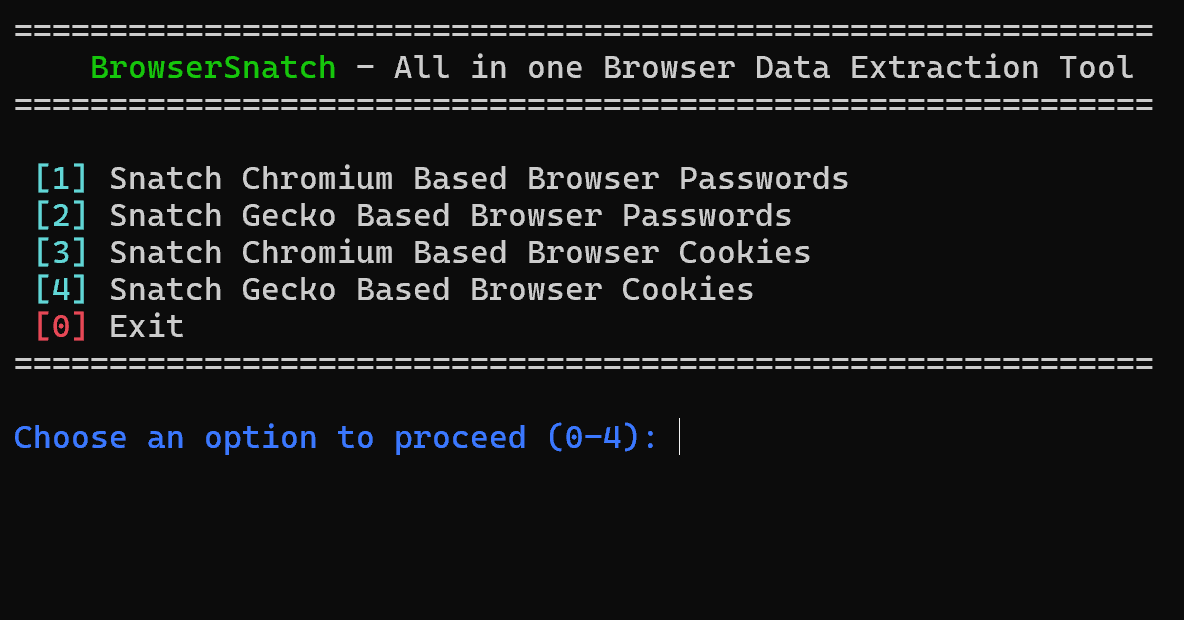 ============================================================
BrowserSnatch - All in one Browser Data Extraction Tool
============================================================
[1] Snatch Chromium Based Browser Passwords
[2] Snatch Gecko Based Browser Passwords
[3] Snatch Chromium Based Browser Cookies
[4] Snatch Gecko Based Browser Cookies
[0] Exit
============================================================
Choose an option to proceed (0-4):